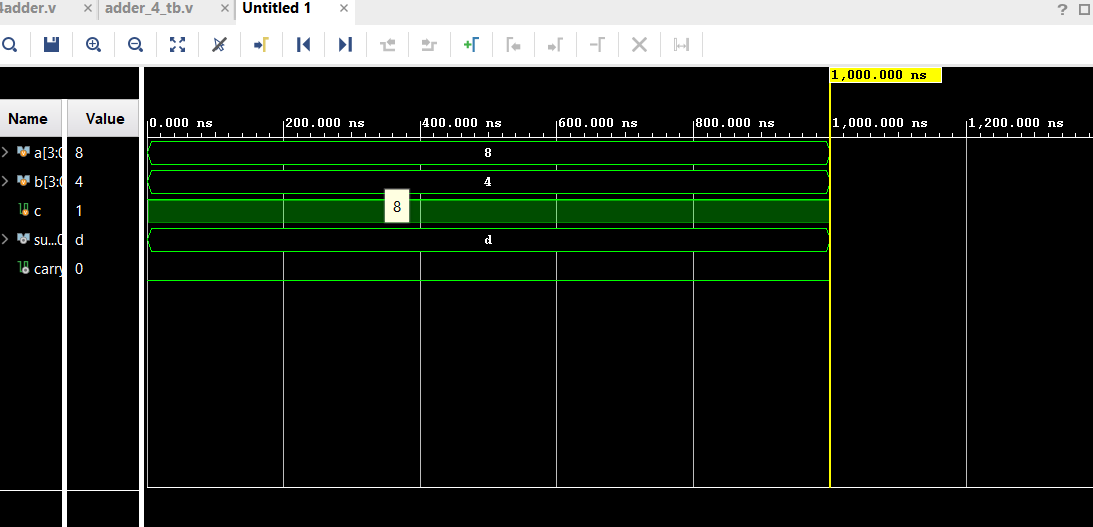 4adder.v × adder_4_tb.v × Untitled 1 ×
?
1,000.000 ns
Name Value
0.000 ns 200.000 ns 400.000 ns 600.000 ns 800.000 ns 1,000.000 ns 1,200.000 ns
a[3:0 8 8
b[3:0 4 4
c 1 8
su...0 d d
carry 0